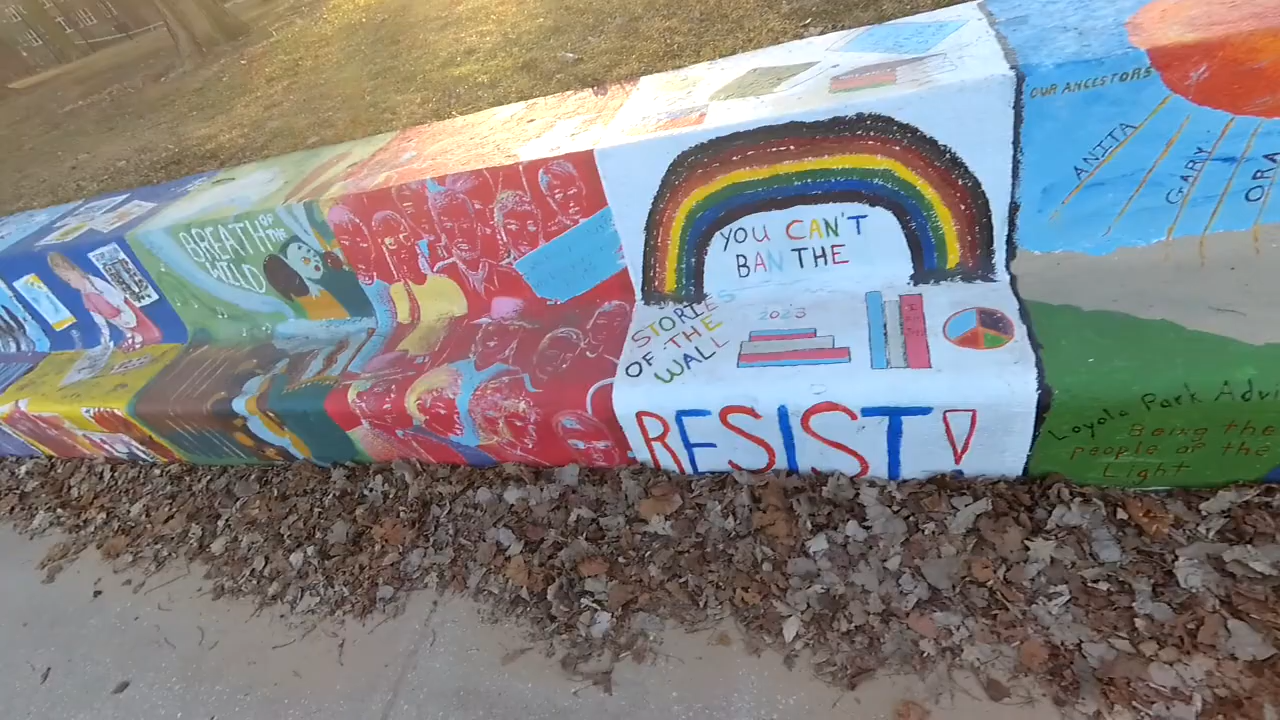 BREATH OF THE
WILD
YOU CAN'T
BAN THE
STORIES
OF THE
WALL
2023
RESIST!
OUR ANCESTORS
ANITA
GARY
ORA
Loyola Park Advi
Being the
people of the
Light